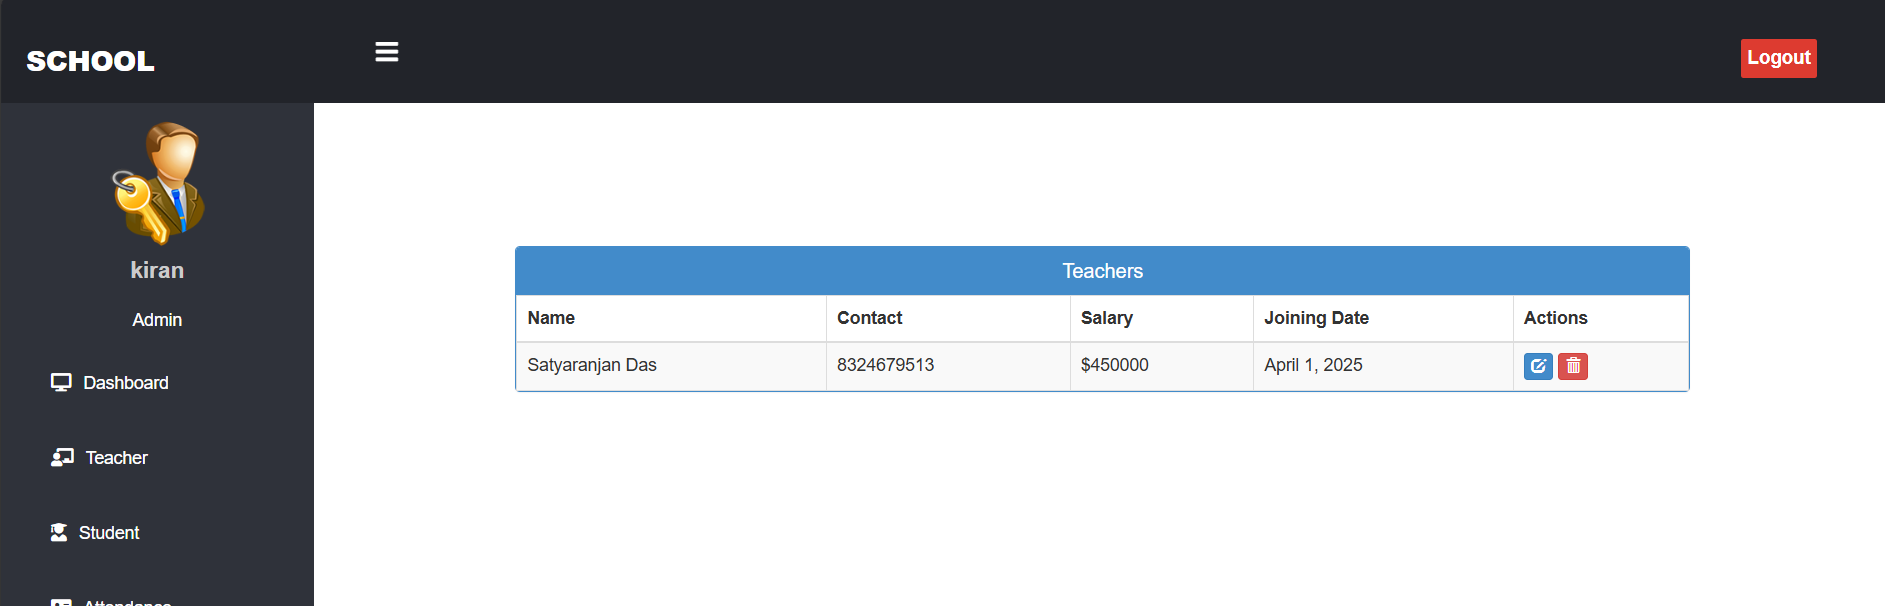 SCHOOL
Logout
kiran
Admin
Dashboard
Teacher
Student
Attendance
Teachers
Name Contact Salary Joining Date Actions
Satyaranjan Das 8324679513 $450000 April 1, 2025